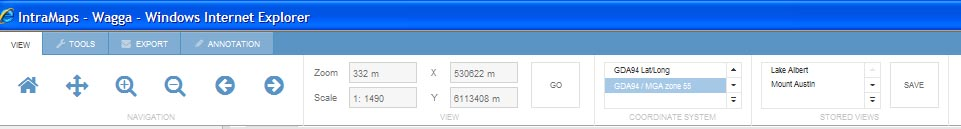 IntraMaps - Wagga - Windows Internet Explorer
VIEW TOOLS EXPORT ANNOTATION
Zoom 332 m X 530622 m GO GDA94 Lat/Long Lake Albert SAVE
GDA94 / MGA zone 55 Mount Austin
Scale 1: 1490 Y 6113408 m
NAVIGATION VIEW COORDINATE SYSTEM STORED VIEWS